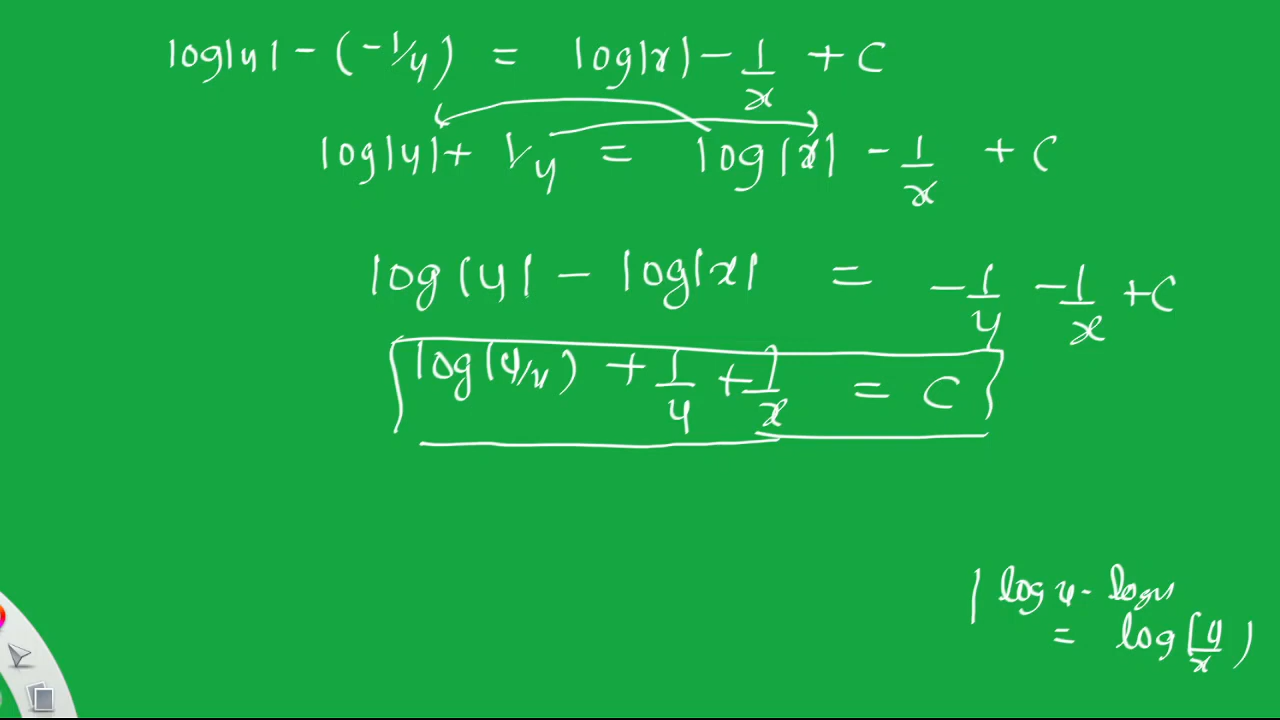 log|y| - (-1/y) = log|x| - 1/x + C
log|y| + 1/y = log|x| - 1/x + C
log|y| - log|x| = -1/y - 1/x + C
log(y/x) + 1/y + 1/x = C
| log y - log x
= log(y/x)